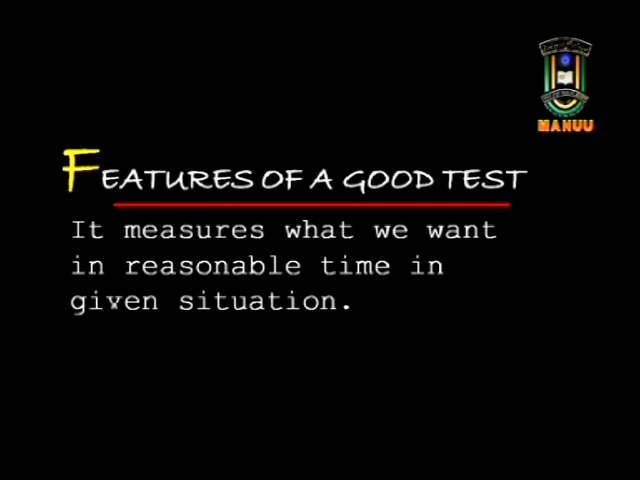 MANUU
FEATURES OF A GOOD TEST
It measures what we want
in reasonable time in
given situation.